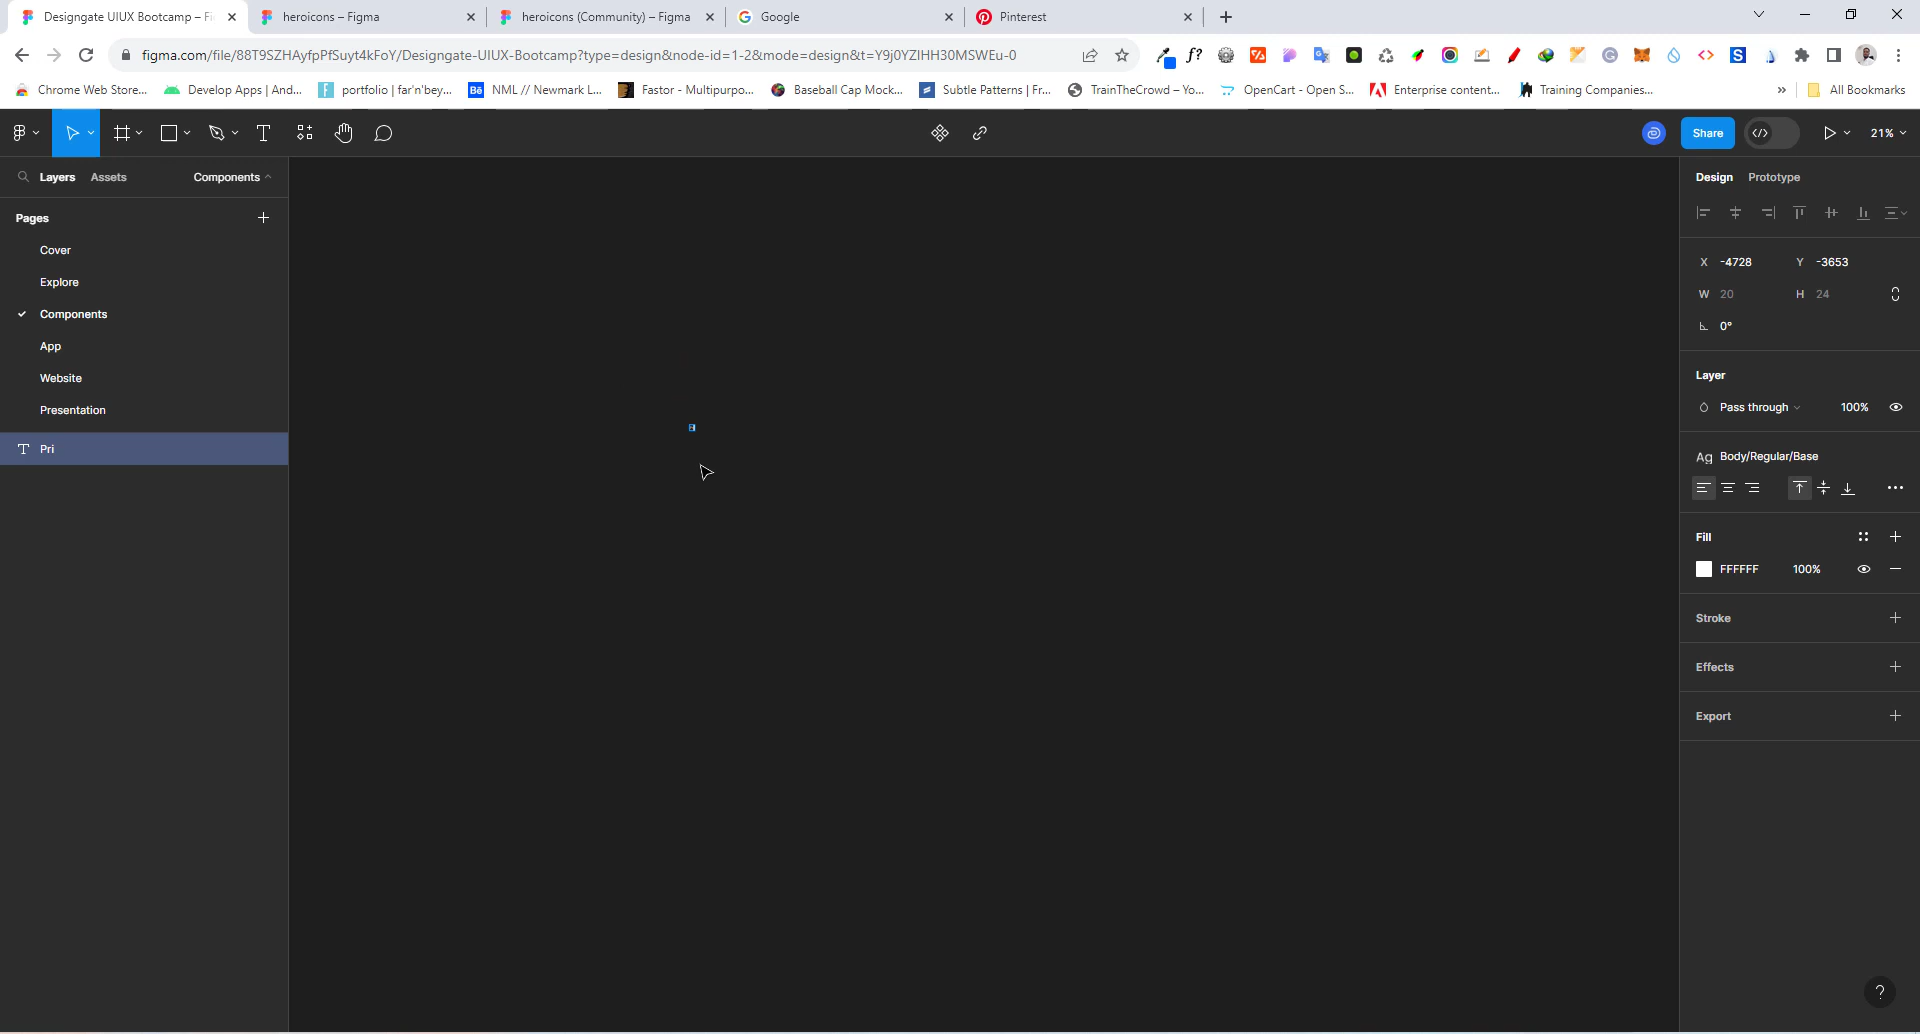 Designgate UIUX Bootcamp – Fi
heroicons – Figma
heroicons (Community) – Figma
Google
Pinterest
figma.com/file/88T9SZHAyfpPfSuyt4kFoY/Designgate-UIUX-Bootcamp?type=design&node-id=1-2&mode=design&t=Y9j0YZIHH30MSWEu-0
Chrome Web Store...
Develop Apps | And...
portfolio | far'n'bey...
NML // Newmark L...
Fastor - Multipurpo...
Baseball Cap Mock...
Subtle Patterns | Fr...
TrainTheCrowd – Yo...
OpenCart - Open S...
Enterprise content...
Training Companies...
»
All Bookmarks
Share
21%
Layers
Assets
Components
Pages
Cover
Explore
Components
App
Website
Presentation
Pri
Design
Prototype
X -4728 Y -3653
W 20 H 24
0°
Layer
Pass through 100%
Ag Body/Regular/Base
Fill
FFFFFF 100%
Stroke
Effects
Export
?